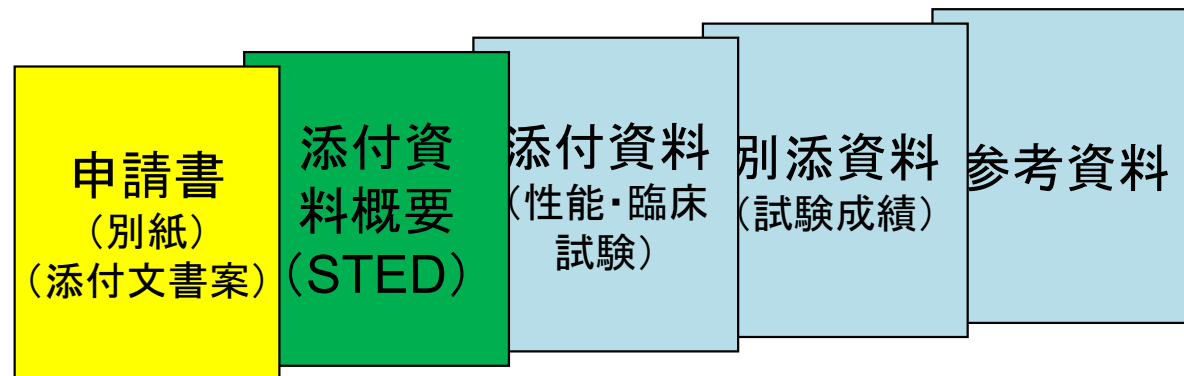 申請書
（別紙）
（添付文書案）
添付資
料概要
（STED）
添付資料
（性能・臨床
試験）
別添資料
（試験成績）
参考資料